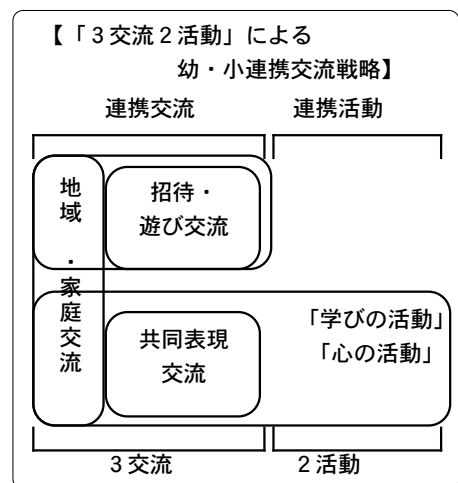 【「３交流２活動」による
幼・小連携交流戦略】
連携交流
連携活動
地域・家庭交流
招待・
遊び交流
共同表現
交流
「学びの活動」
「心の活動」
３交流
２活動